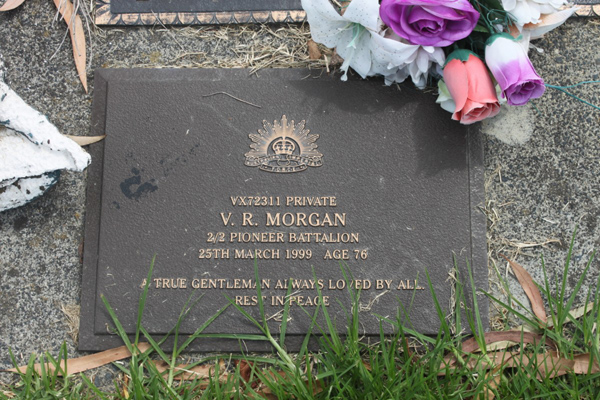 VX72311 PRIVATE
V. R. MORGAN
2/2 PIONEER BATTALION
25TH MARCH 1999 AGE 76
A TRUE GENTLEMAN ALWAYS LOVED BY ALL.
REST IN PEACE